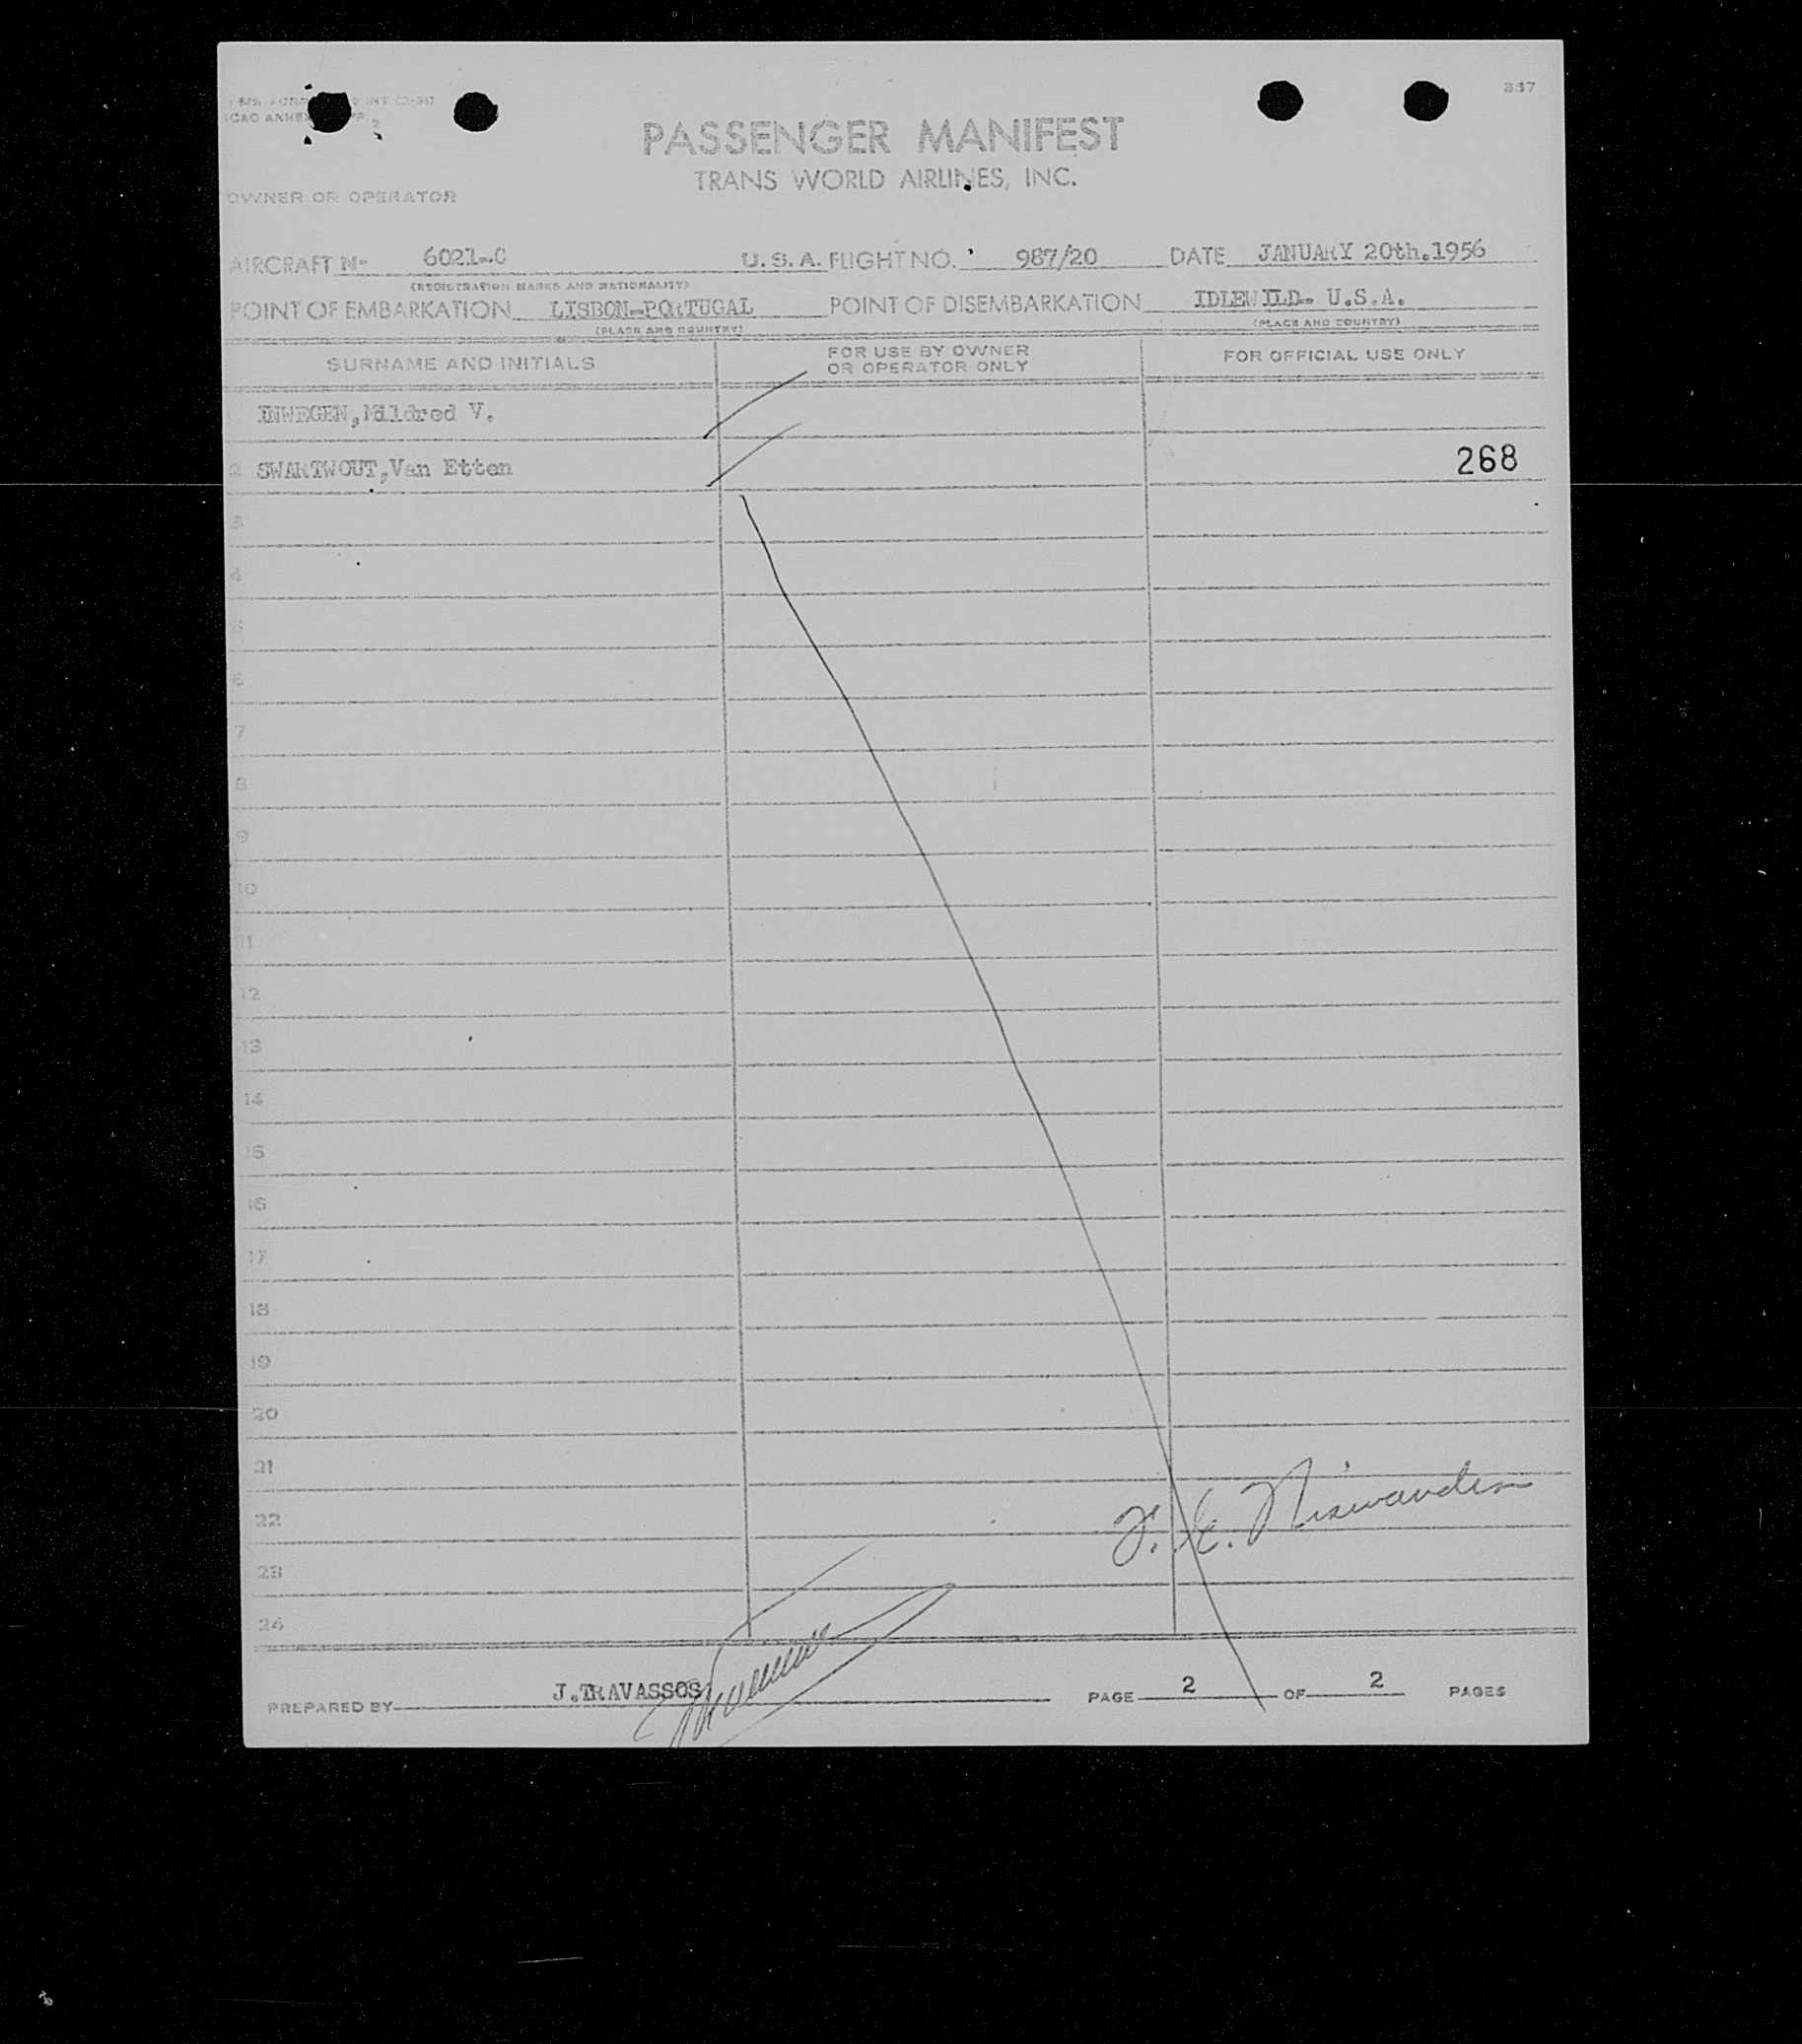 267
ICAO ANNEX
PASSENGER MANIFEST
TRANS WORLD AIRLINES, INC.
OWNER OR OPERATOR
AIRCRAFT N- 6021-C U.S.A. FLIGHT NO. 987/20 DATE JANUARY 20th.1956
(REGISTRATION MARKS AND NATIONALITY)
POINT OF EMBARKATION LISBON-PORTUGAL POINT OF DISEMBARKATION IDLEWILD- U.S.A.
(PLACE AND COUNTRY) (PLACE AND COUNTRY)
SURNAME AND INITIALS FOR USE BY OWNER OR OPERATOR ONLY FOR OFFICIAL USE ONLY
INWEGEN,Mildred V.
2 SWARTWOUT,Van Etten 268
3
4
5
6
7
8
9
10
11
12
13
14
15
16
17
18
19
20
21
22
23
24
PREPARED BY J.TRAVASSOS PAGE 2 OF 2 PAGES